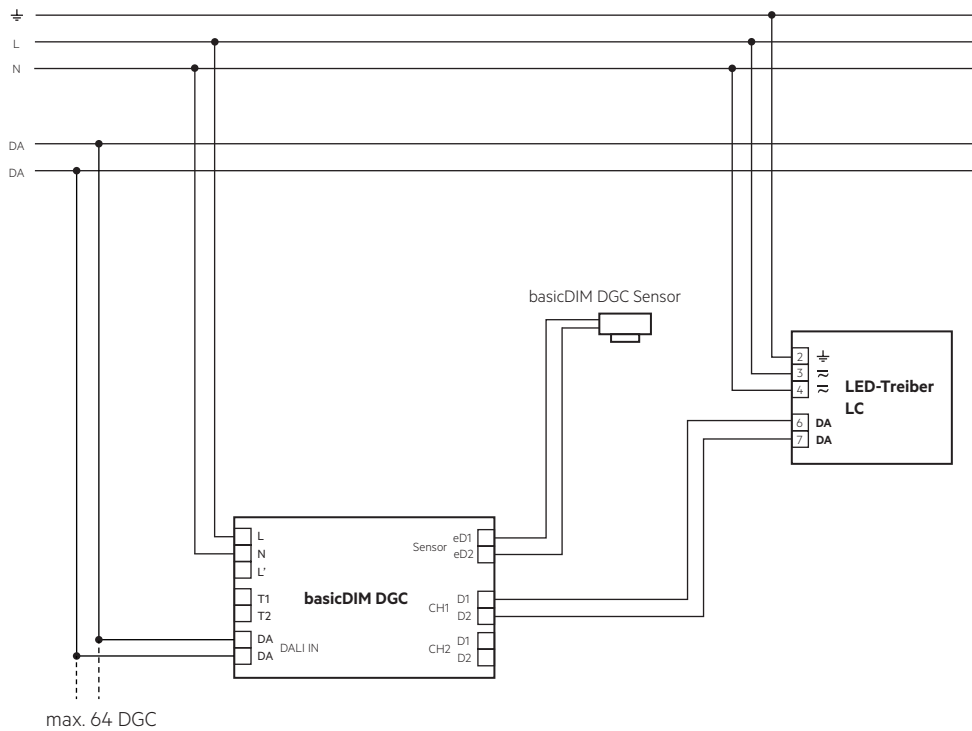 L
N
DA
DA
basicDIM DGC Sensor
2
3
4
LED-Treiber
LC
6 DA
7 DA
L
N
L'
T1
T2
DA
DA
DALI IN
basicDIM DGC
Sensor
eD1
eD2
CH1
D1
D2
CH2
D1
D2
max. 64 DGC